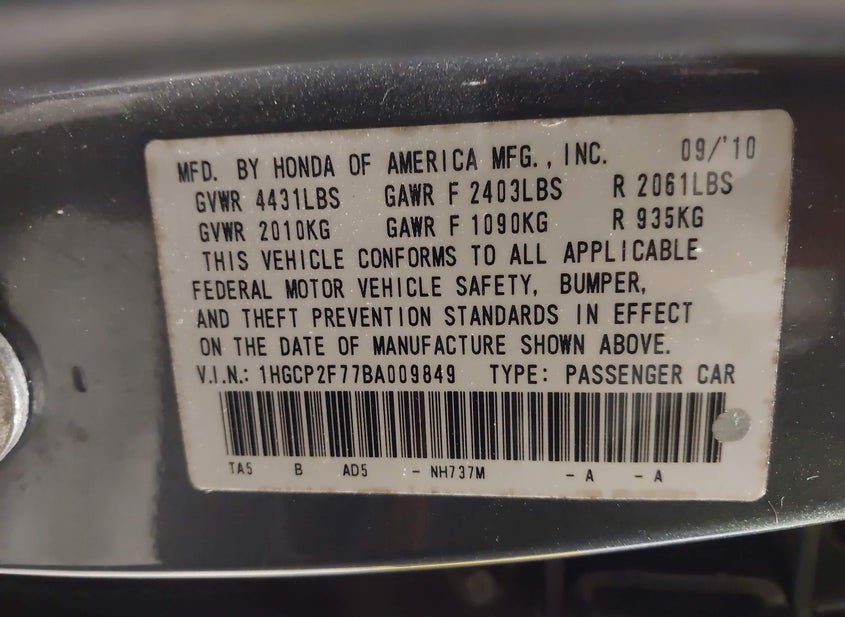 MFD. BY HONDA OF AMERICA MFG., INC. 09/'10
GVWR 4431LBS GAWR F 2403LBS R 2061LBS
GVWR 2010KG GAWR F 1090KG R 935KG
THIS VEHICLE CONFORMS TO ALL APPLICABLE
FEDERAL MOTOR VEHICLE SAFETY, BUMPER,
AND THEFT PREVENTION STANDARDS IN EFFECT
ON THE DATE OF MANUFACTURE SHOWN ABOVE.
V.I.N.: 1HGCP2F77BA009849 TYPE: PASSENGER CAR
TA5 B AD5 - NH737M - A - A